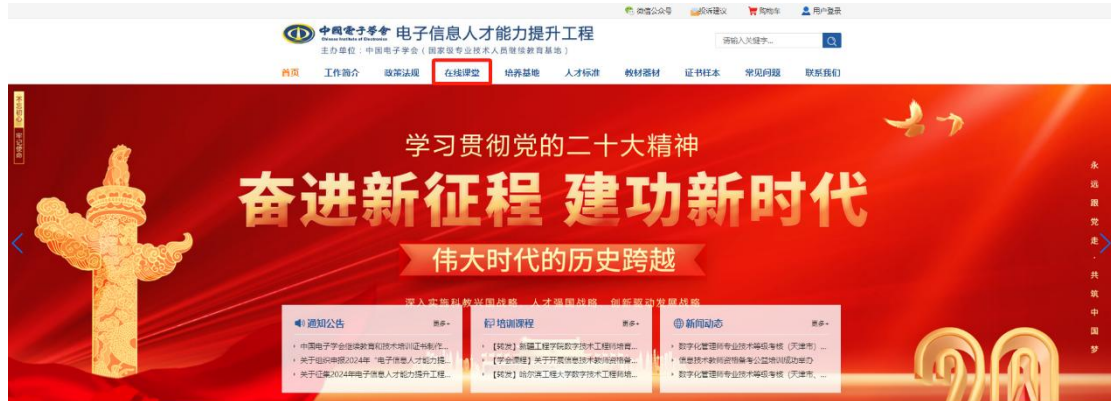 微信公众号 投诉建议 购物车 用户登录
中国电子学会 电子信息人才能力提升工程
Chinese Institute of Electronics
主办单位：中国电子学会（国家级专业技术人员继续教育基地）
请输入关键字...
首页 工作简介 政策法规 在线课堂 培养基地 人才标准 教材器材 证书样本 常见问题 联系我们
不忘初心 牢记使命
学习贯彻党的二十大精神
奋进新征程 建功新时代
伟大时代的历史跨越
深入实施科教兴国战略、人才强国战略、创新驱动发展战略
永远跟党走·共筑中国梦
通知公告 更多+
中国电子学会继续教育和技术培训证书制作...
关于组织申报2024年“电子信息人才能力提...
关于征集2024年电子信息人才能力提升工程...
培训课程 更多+
【转发】新疆工程学院数字技术工程师培育...
【学会课程】关于开展信息技术教师资格备...
【转发】哈尔滨工程大学数字技术工程师培...
新闻动态 更多+
数字化管理师专业技术等级考核（天津市）...
信息技术教师资格备考公益培训成功举办
数字化管理师专业技术等级考核（天津市、...
20